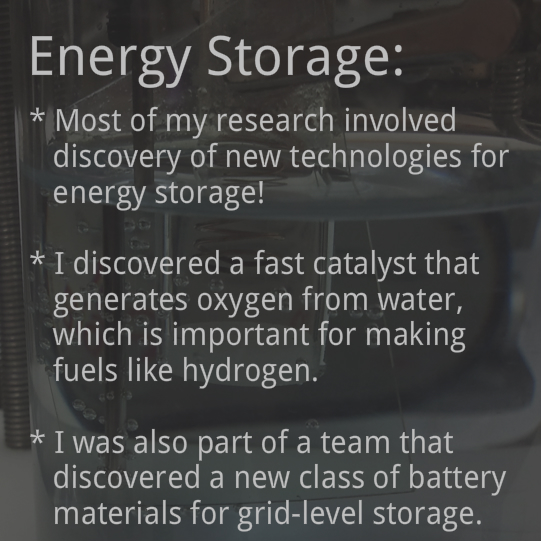 Energy Storage:
* Most of my research involved
discovery of new technologies for
energy storage!
* I discovered a fast catalyst that
generates oxygen from water,
which is important for making
fuels like hydrogen.
* I was also part of a team that
discovered a new class of battery
materials for grid-level storage.